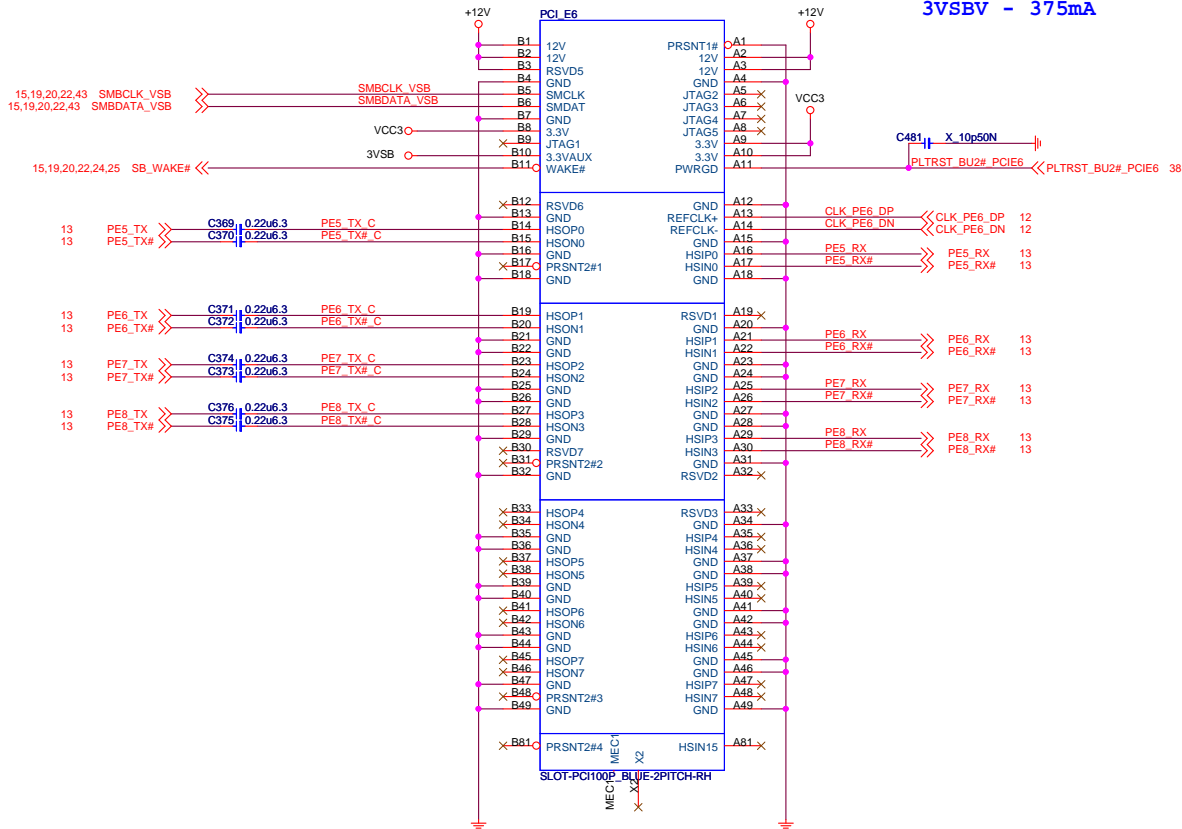 3VSBV - 375mA
+12V
+12V
PCI_E6
B1 12V PRSNT1# A1
B2 12V 12V A2
B3 RSVD5 12V A3
B4 GND GND A4
15,19,20,22,43 SMBCLK_VSB SMBCLK_VSB B5 SMCLK JTAG2 A5
15,19,20,22,43 SMBDATA_VSB SMBDATA_VSB B6 SMDAT JTAG3 A6
VCC3
B7 GND JTAG4 A7
VCC3 B8 3.3V JTAG5 A8
B9 JTAG1 3.3V A9
C481 X_10p50N
3VSB B10 3.3VAUX 3.3V A10
15,19,20,22,24,25 SB_WAKE# B11 WAKE# PWRGD A11 PLTRST_BU2#_PCIE6 PLTRST_BU2#_PCIE6 38
B12 RSVD6 GND A12
B13 GND REFCLK+ A13 CLK_PE6_DP CLK_PE6_DP 12
13 PE5_TX C369 0.22u6.3 PE5_TX_C B14 HSOP0 REFCLK- A14 CLK_PE6_DN CLK_PE6_DN 12
13 PE5_TX# C370 0.22u6.3 PE5_TX#_C B15 HSON0 GND A15
B16 GND HSIP0 A16 PE5_RX PE5_RX 13
B17 PRSNT2#1 HSIN0 A17 PE5_RX# PE5_RX# 13
B18 GND GND A18
13 PE6_TX C371 0.22u6.3 PE6_TX_C B19 HSOP1 RSVD1 A19
13 PE6_TX# C372 0.22u6.3 PE6_TX#_C B20 HSON1 GND A20
B21 GND HSIP1 A21 PE6_RX PE6_RX 13
B22 GND HSIN1 A22 PE6_RX# PE6_RX# 13
13 PE7_TX C374 0.22u6.3 PE7_TX_C B23 HSOP2 GND A23
13 PE7_TX# C373 0.22u6.3 PE7_TX#_C B24 HSON2 GND A24
B25 GND HSIP2 A25 PE7_RX PE7_RX 13
B26 GND HSIN2 A26 PE7_RX# PE7_RX# 13
13 PE8_TX C376 0.22u6.3 PE8_TX_C B27 HSOP3 GND A27
13 PE8_TX# C375 0.22u6.3 PE8_TX#_C B28 HSON3 GND A28
B29 GND HSIP3 A29 PE8_RX PE8_RX 13
B30 RSVD7 HSIN3 A30 PE8_RX# PE8_RX# 13
B31 PRSNT2#2 GND A31
B32 GND RSVD2 A32
B33 HSOP4 RSVD3 A33
B34 HSON4 GND A34
B35 GND HSIP4 A35
B36 GND HSIN4 A36
B37 HSOP5 GND A37
B38 HSON5 GND A38
B39 GND HSIP5 A39
B40 GND HSIN5 A40
B41 HSOP6 GND A41
B42 HSON6 GND A42
B43 GND HSIP6 A43
B44 GND HSIN6 A44
B45 HSOP7 GND A45
B46 HSON7 GND A46
B47 GND HSIP7 A47
B48 PRSNT2#3 HSIN7 A48
B49 GND GND A49
B81 PRSNT2#4 MEC1 X2 HSIN15 A81
SLOT-PCI100P_BLUE-2PITCH-RH
MEC1 X2